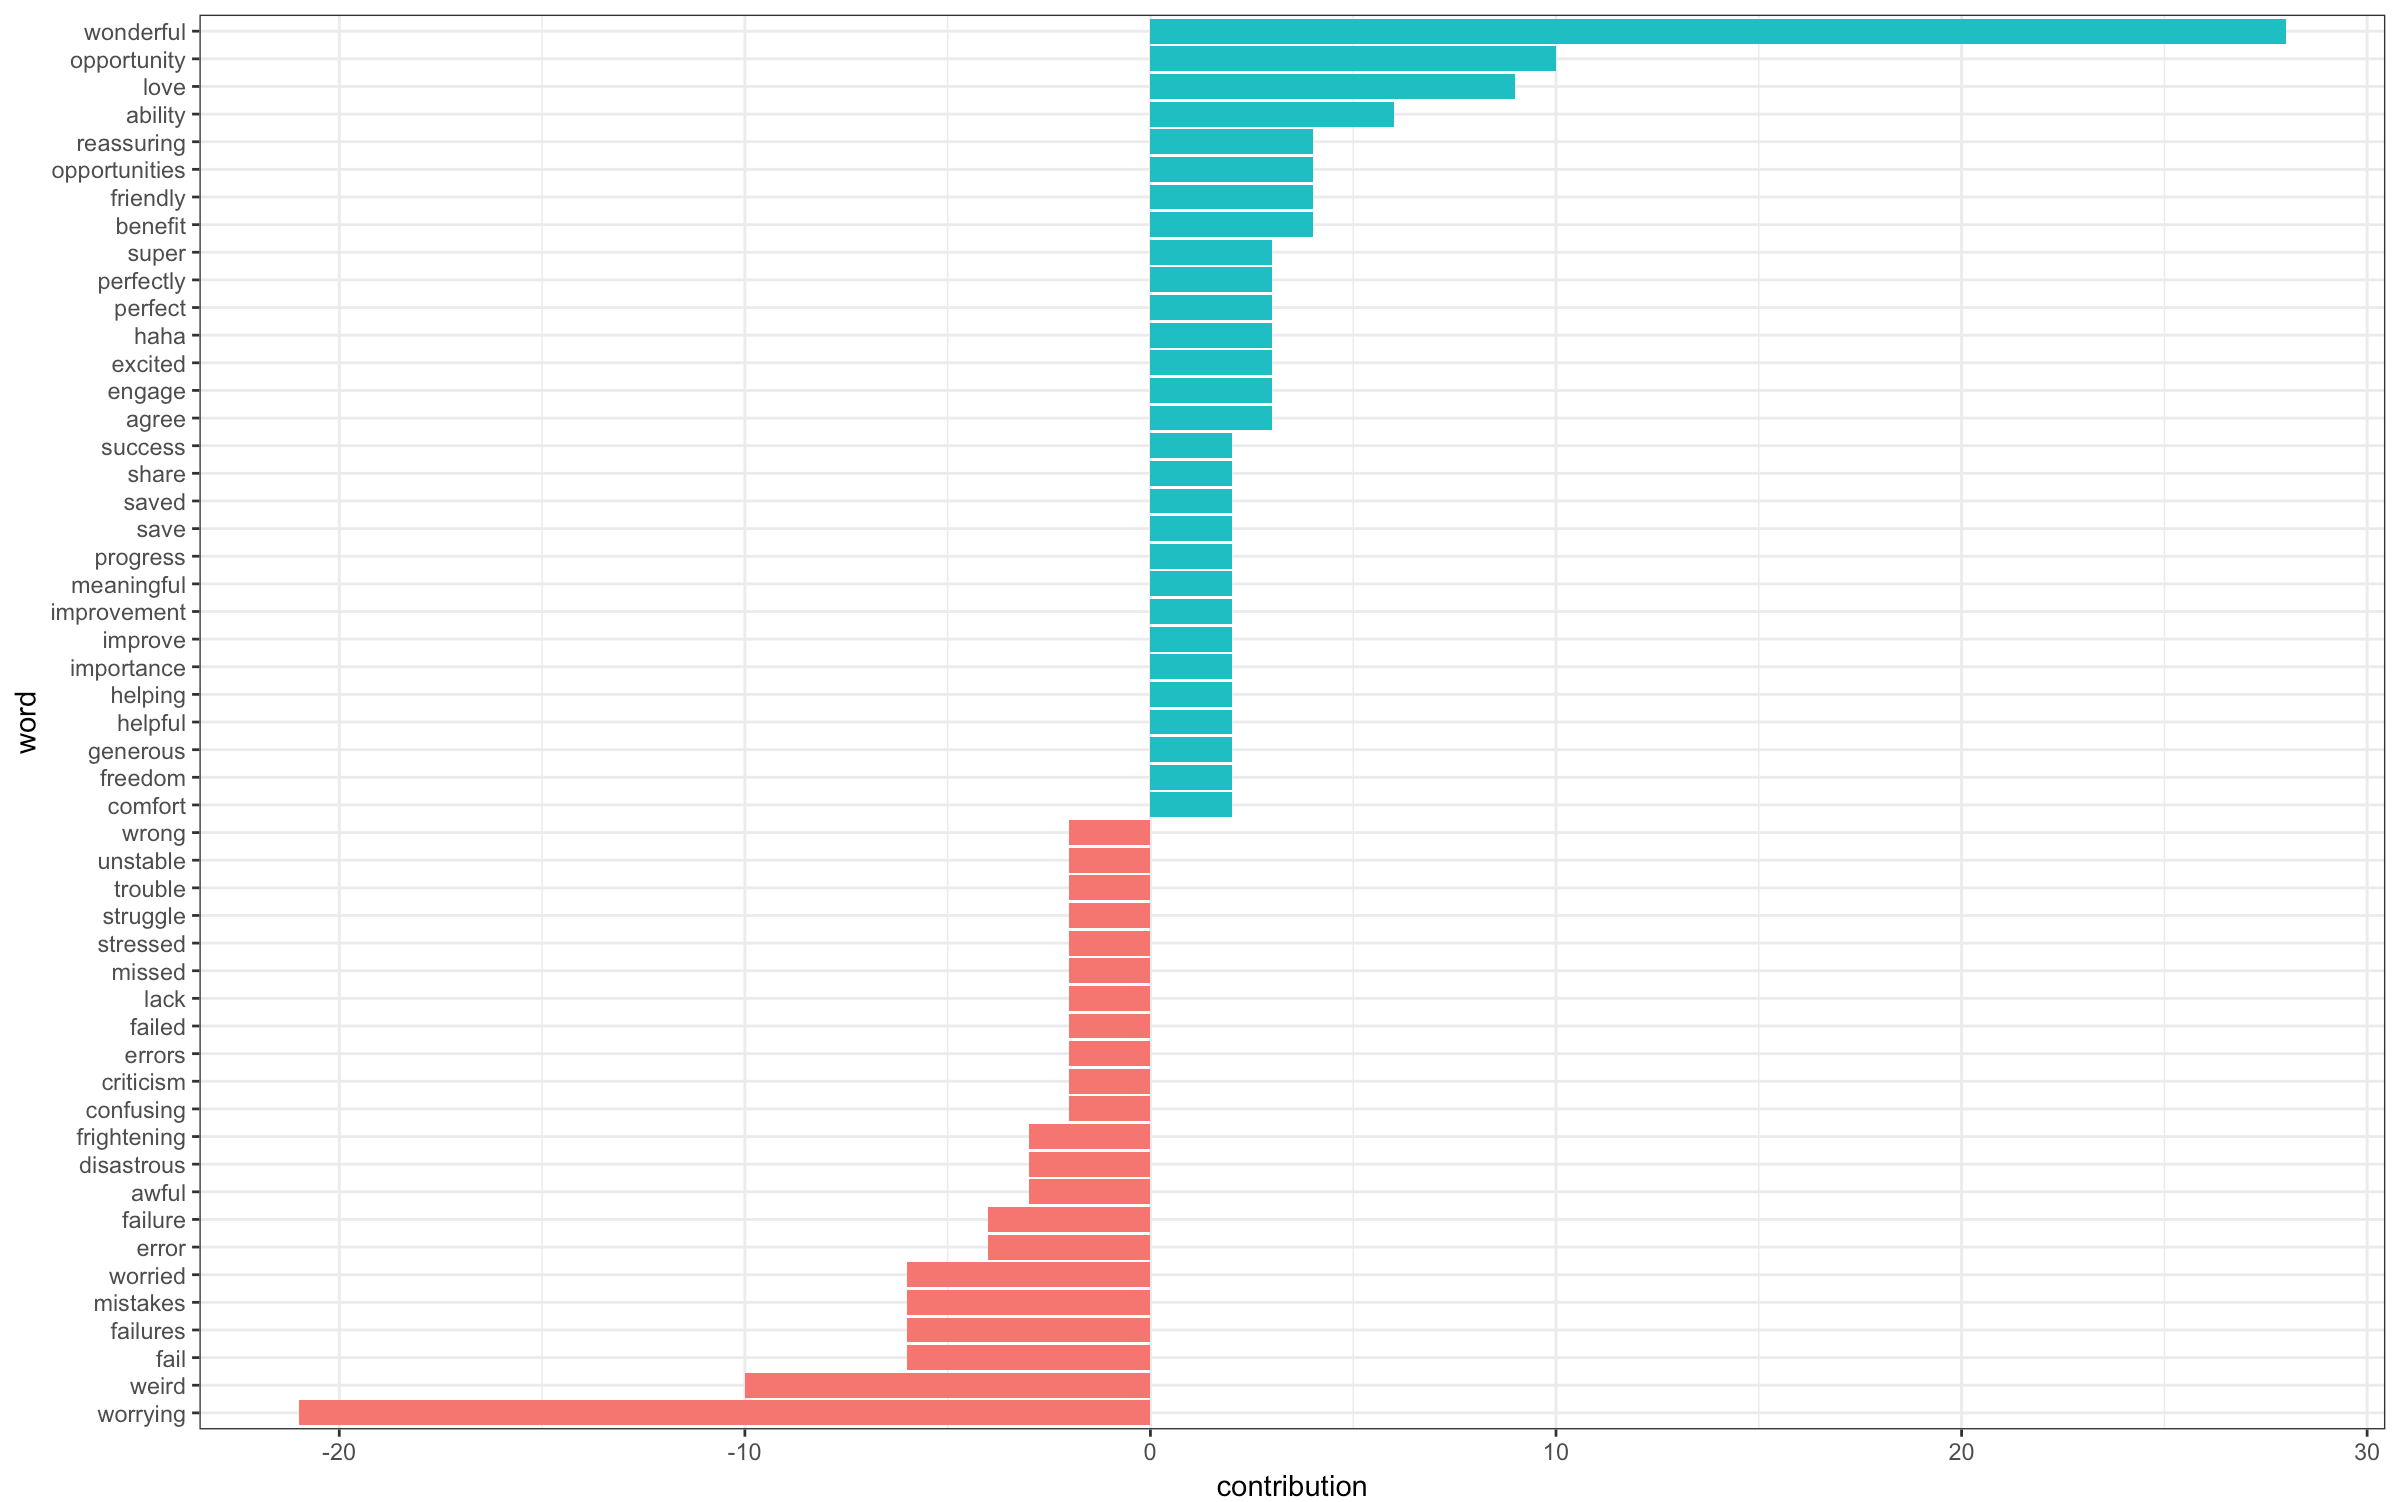 wonderful
opportunity
love
ability
reassuring
opportunities
friendly
benefit
super
perfectly
perfect
haha
excited
engage
agree
success
share
saved
save
progress
meaningful
improvement
improve
importance
helping
helpful
generous
freedom
comfort
wrong
unstable
trouble
struggle
stressed
missed
lack
failed
errors
criticism
confusing
frightening
disastrous
awful
failure
error
worried
mistakes
failures
fail
weird
worrying
word
-20 -10 0 10 20 30
contribution